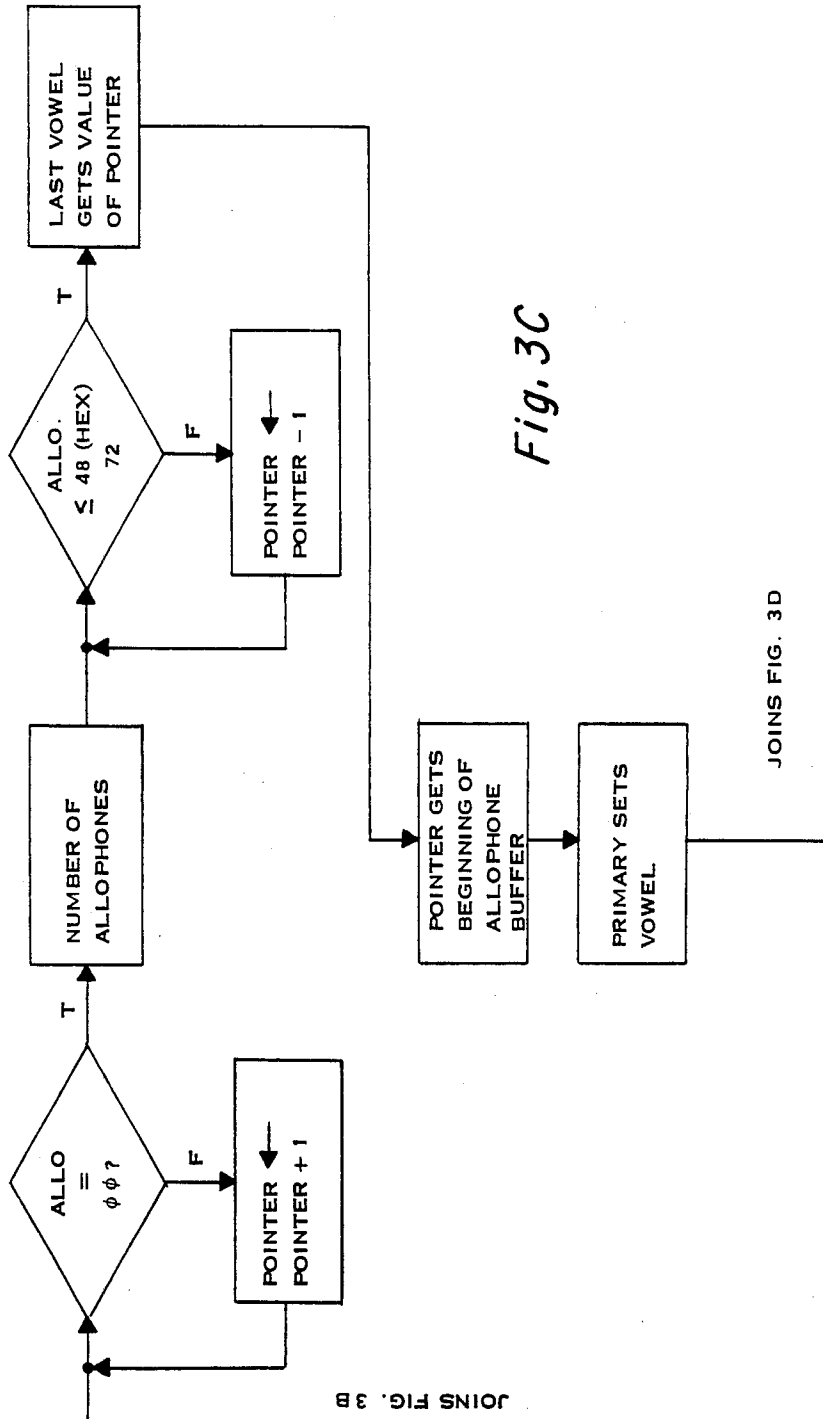 JOINS FIG. 3B
ALLO
=
ϕϕ?
T
F
POINTER ←
POINTER + 1
NUMBER OF
ALLOPHONES
ALLO.
≤ 48 (HEX)
72
T
F
POINTER ←
POINTER − 1
LAST VOWEL
GETS VALUE
OF POINTER
POINTER GETS
BEGINNING OF
ALLOPHONE
BUFFER
PRIMARY SETS
VOWEL
JOINS FIG. 3D
Fig. 3C